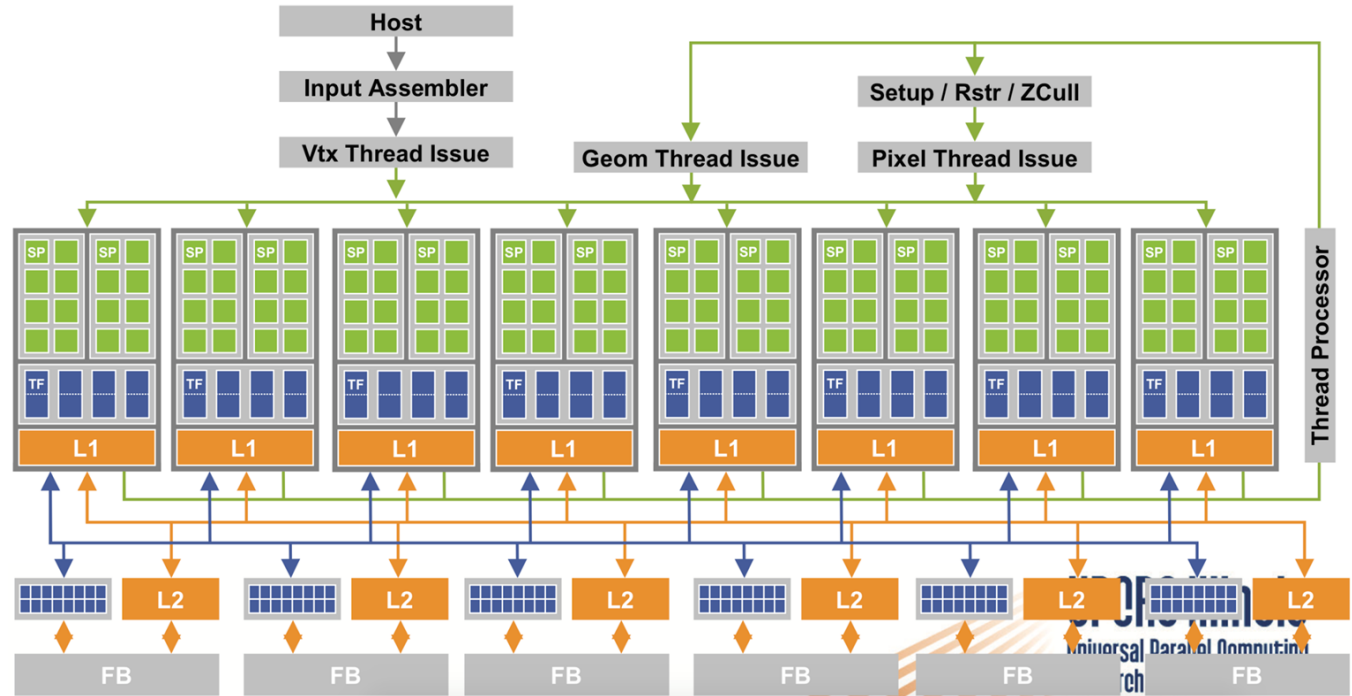 Host
Input Assembler
Setup / Rstr / ZCull
Vtx Thread Issue
Geom Thread Issue
Pixel Thread Issue
SP SP SP SP SP SP SP SP SP SP SP SP SP SP SP SP
Thread Processor
TF TF TF TF TF TF TF TF
L1 L1 L1 L1 L1 L1 L1 L1
L2 L2 L2 L2 L2 L2
Universal Parallel Computing
FB FB FB FB FB FB